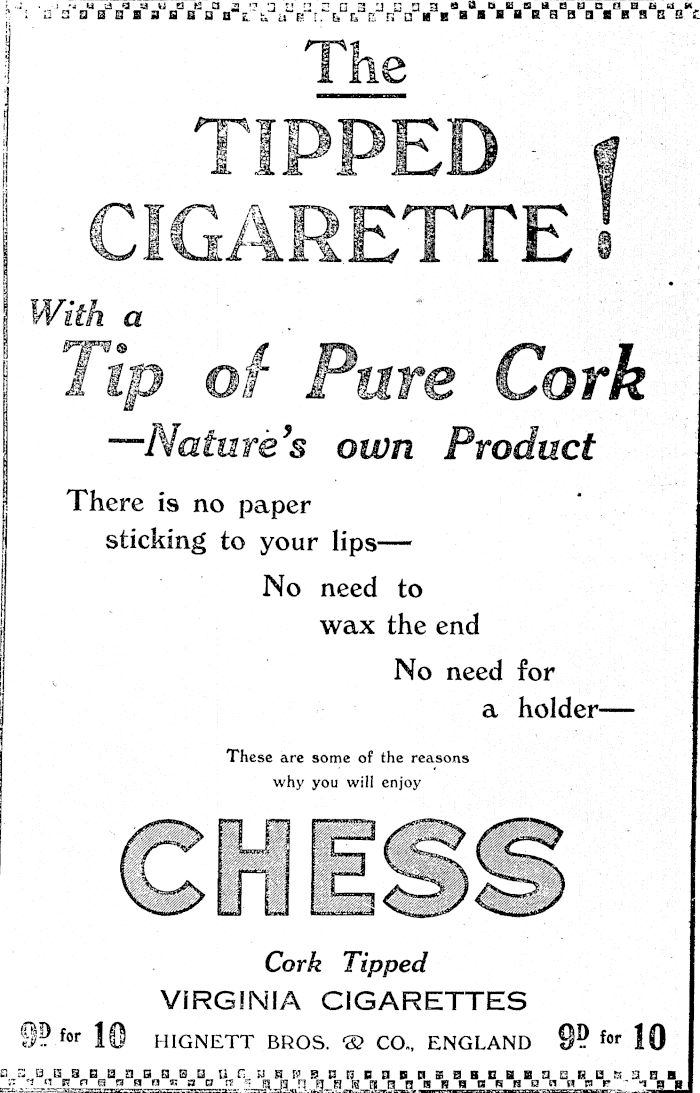 The
TIPPED
CIGARETTE!
With a
Tip of Pure Cork
—Nature's own Product
There is no paper
sticking to your lips—
No need to
wax the end
No need for
a holder—
These are some of the reasons
why you will enjoy
CHESS
Cork Tipped
VIRGINIA CIGARETTES
9D for 10 HIGNETT BROS. & CO., ENGLAND 9D for 10